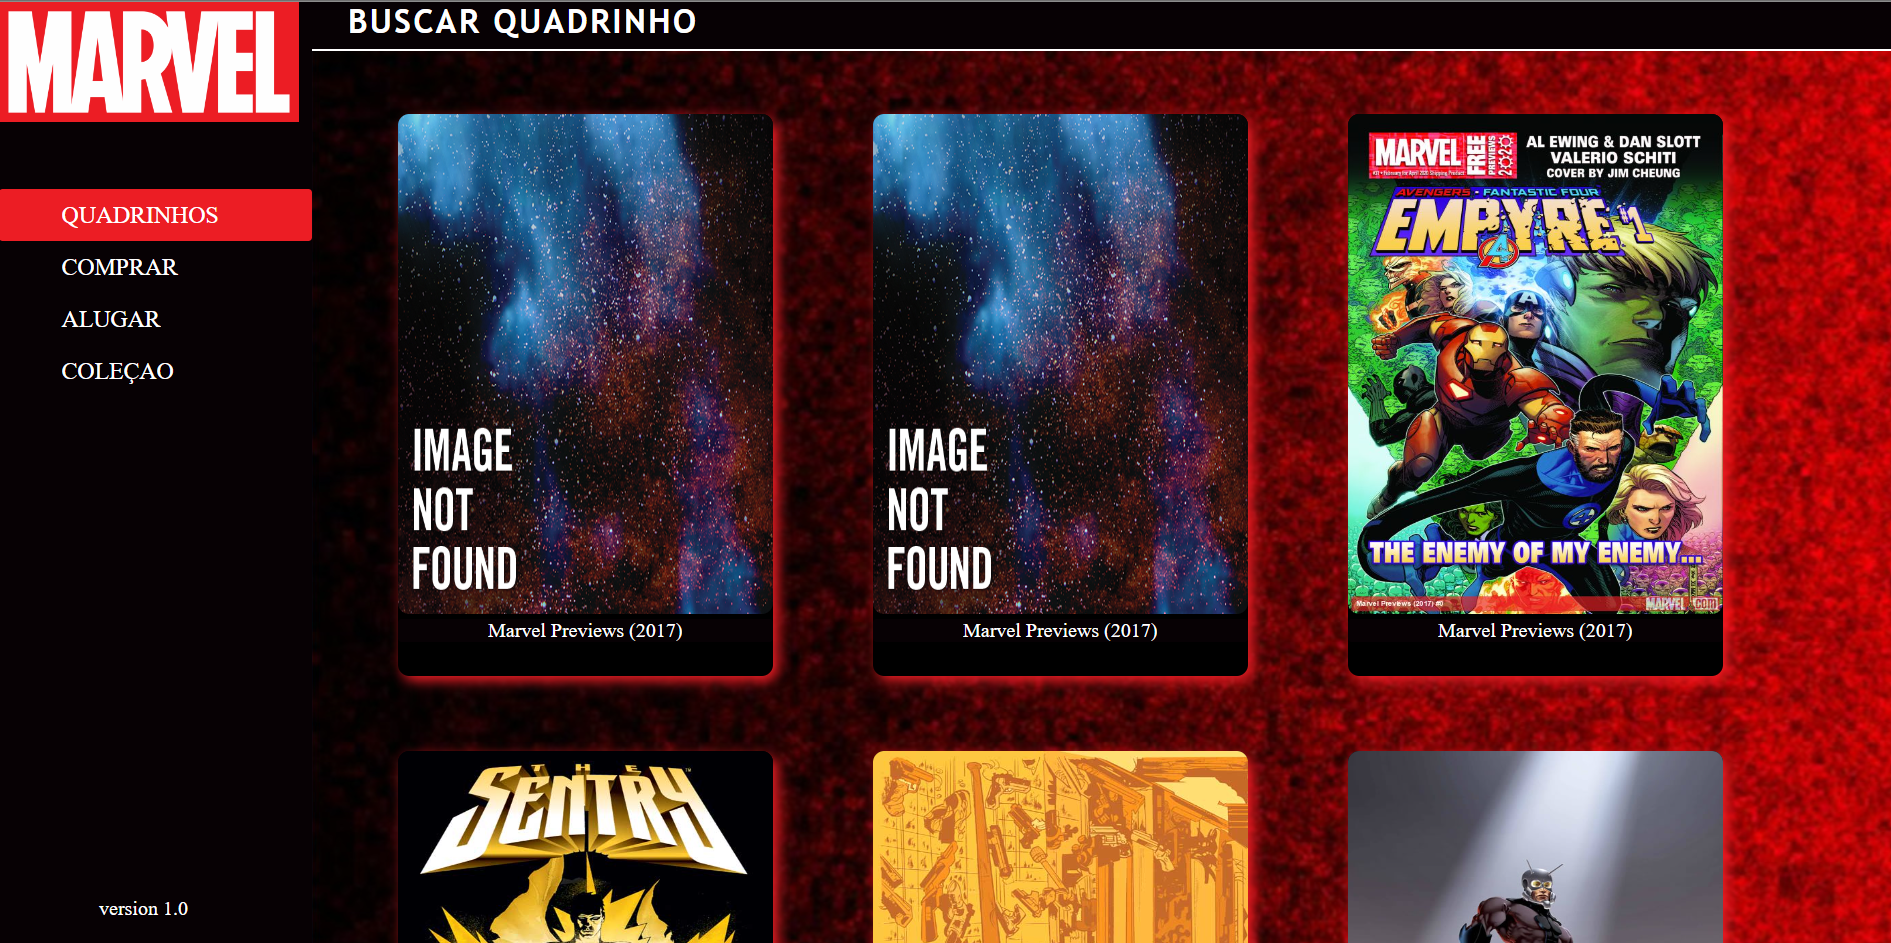 MARVEL
BUSCAR QUADRINHO
QUADRINHOS
COMPRAR
ALUGAR
COLEÇAO
version 1.0
IMAGE
NOT
FOUND
Marvel Previews (2017)
IMAGE
NOT
FOUND
Marvel Previews (2017)
MARVEL
FREE
PREVIEWS
2020
AL EWING & DAN SLOTT
VALERIO SCHITI
COVER BY JIM CHEUNG
AVENGERS · FANTASTIC FOUR
EMPYRE #1
THE ENEMY OF MY ENEMY...
Marvel Previews (2017) #0
MARVEL .com
Marvel Previews (2017)
THE
SENTRY